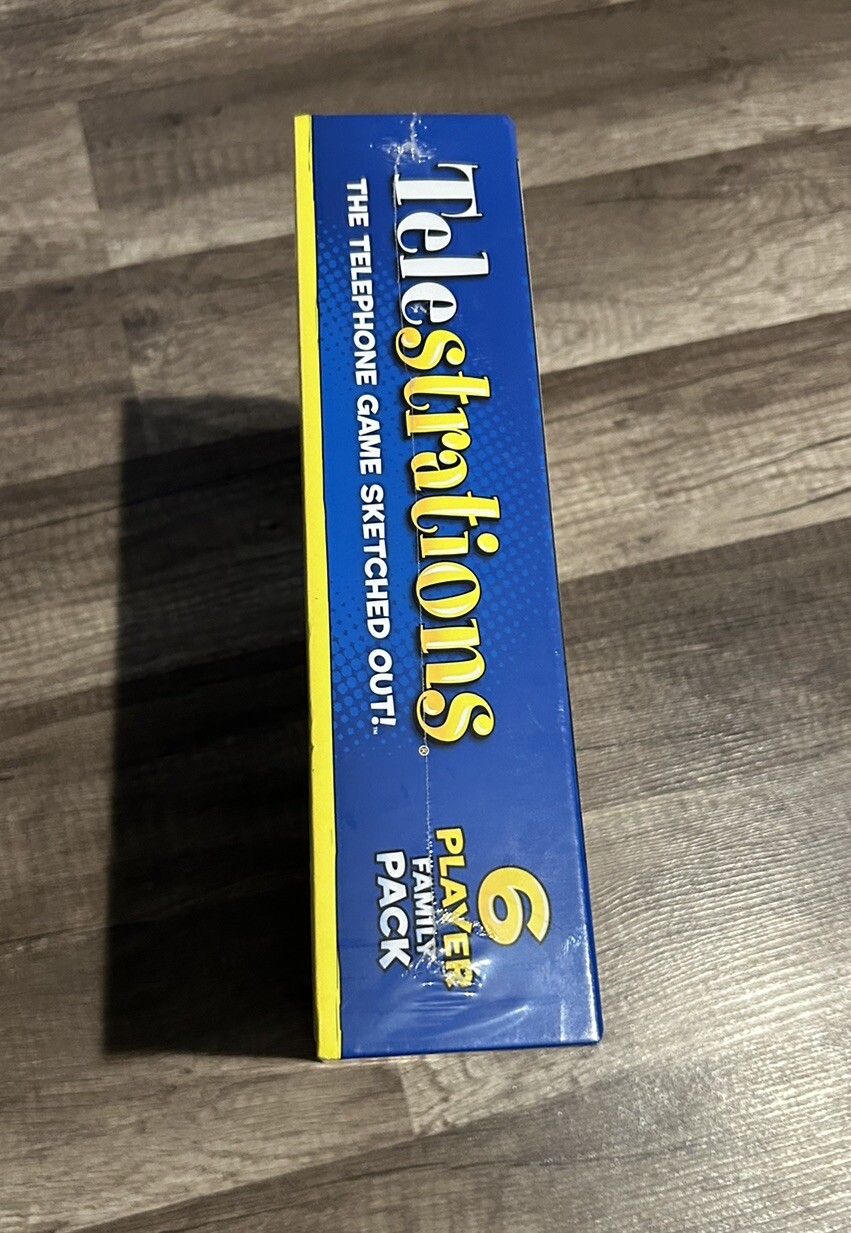 Telestrations®
THE TELEPHONE GAME SKETCHED OUT!™
6
PLAYER
FAMILY
PACK